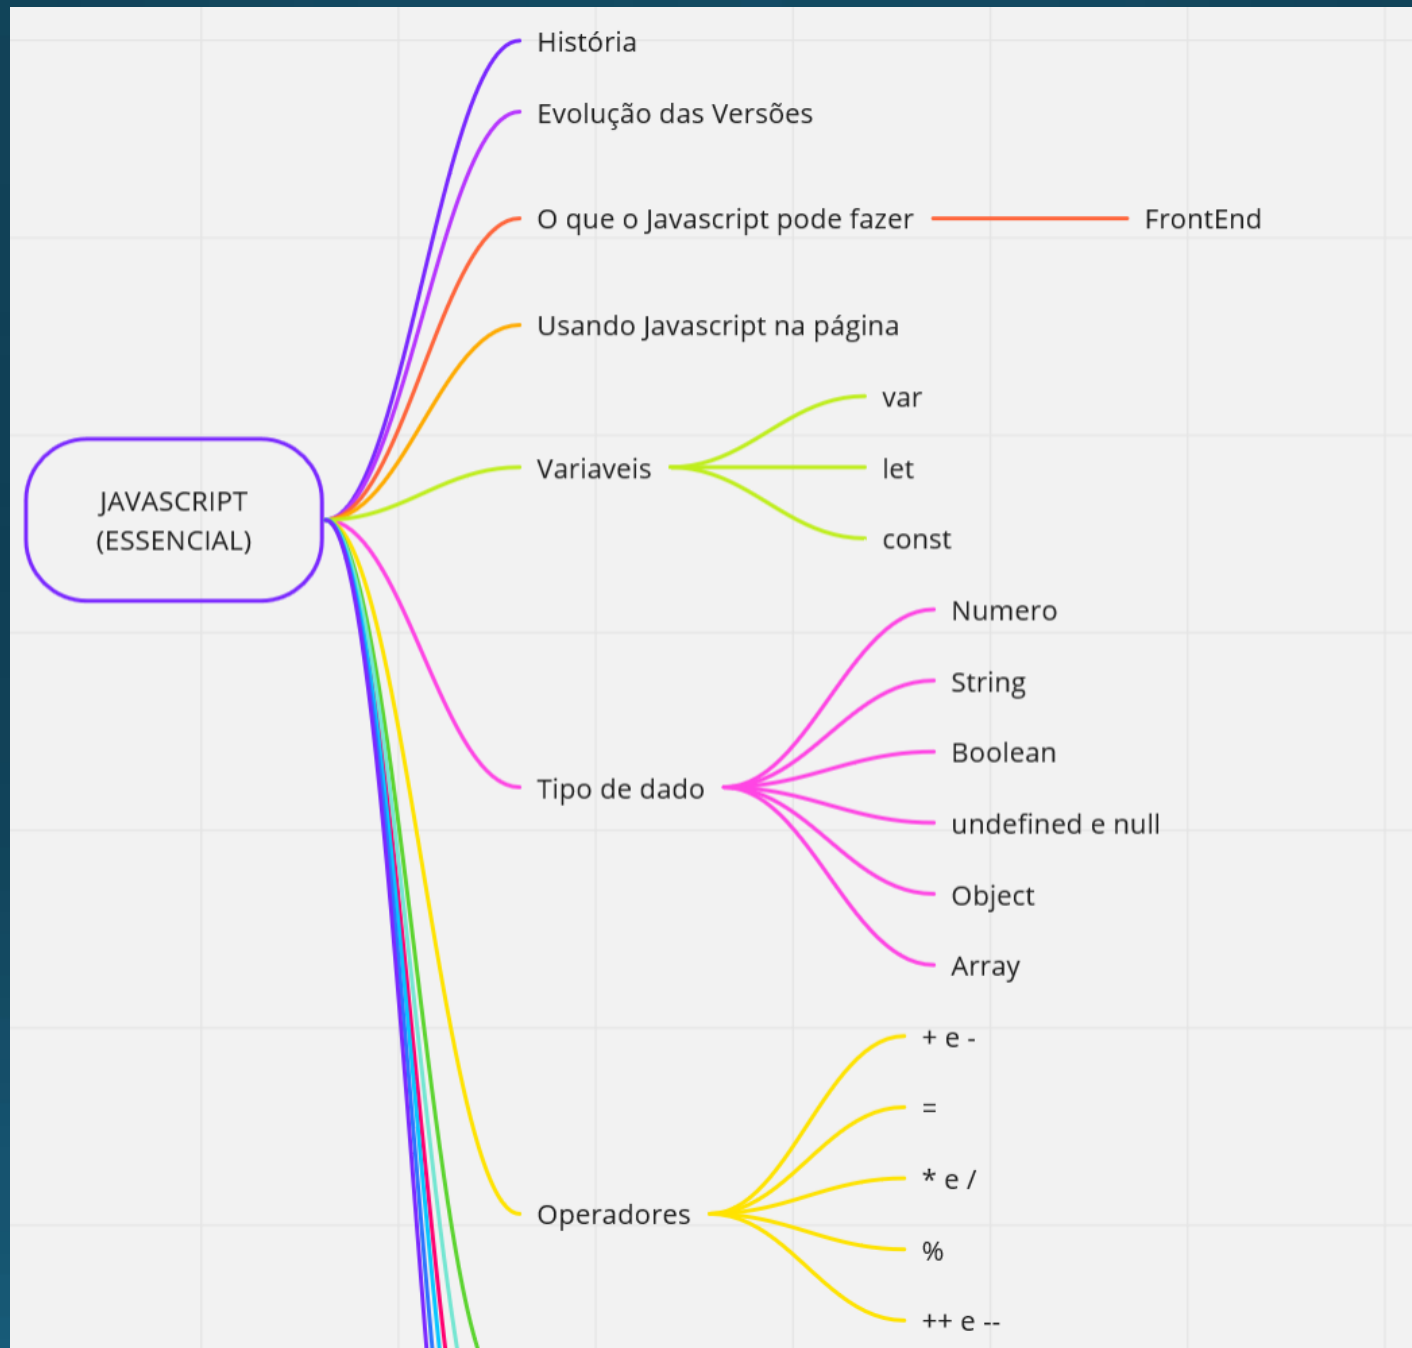 História
Evolução das Versões
O que o Javascript pode fazer
FrontEnd
Usando Javascript na página
JAVASCRIPT
(ESSENCIAL)
Variaveis
var
let
const
Tipo de dado
Numero
String
Boolean
undefined e null
Object
Array
Operadores
+ e -
=
* e /
%
++ e --